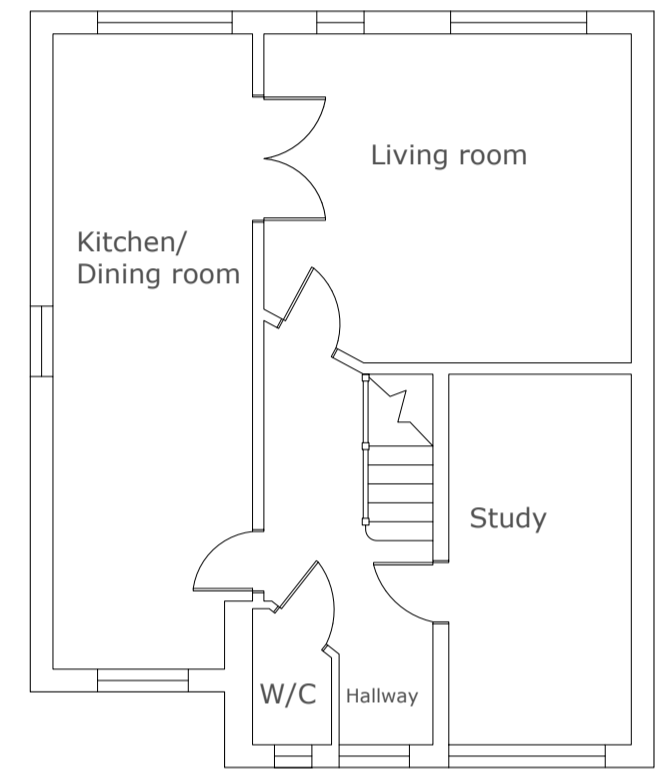 Living room
Kitchen/
Dining room
Study
W/C
Hallway